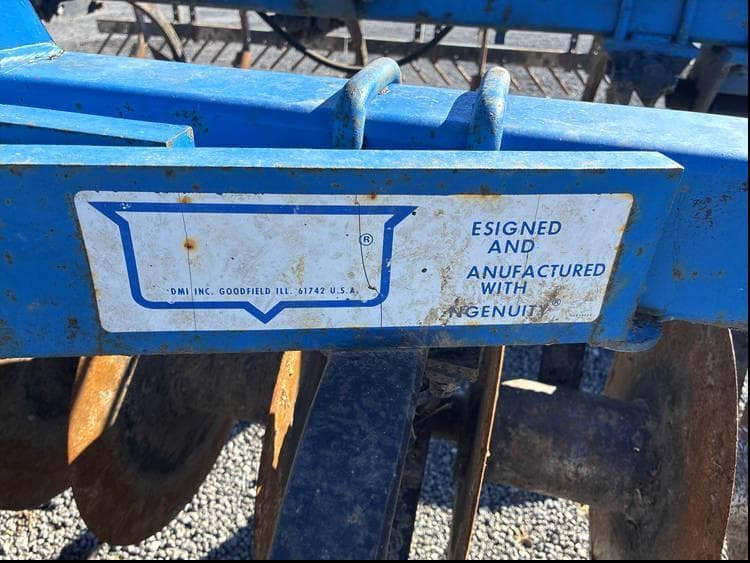 ®
DMI INC. GOODFIELD ILL. 61742 U.S.A.
ESIGNED
AND
ANUFACTURED
WITH
NGENUITY®